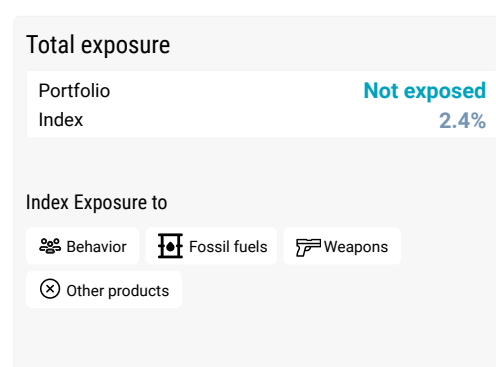 Total exposure
Portfolio Not exposed
Index 2.4%
Index Exposure to
Behavior Fossil fuels Weapons
Other products